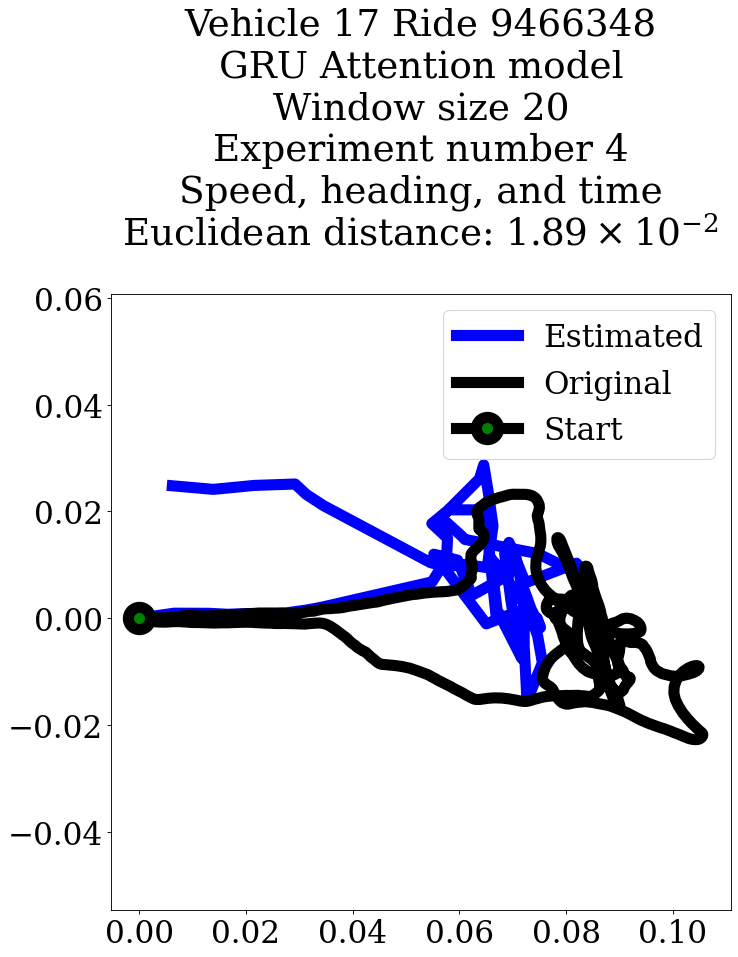 Vehicle 17 Ride 9466348
GRU Attention model
Window size 20
Experiment number 4
Speed, heading, and time
Euclidean distance: 1.89 × 10⁻²
0.06
0.04
0.02
0.00
−0.02
−0.04
Estimated
Original
Start
0.00 0.02 0.04 0.06 0.08 0.10